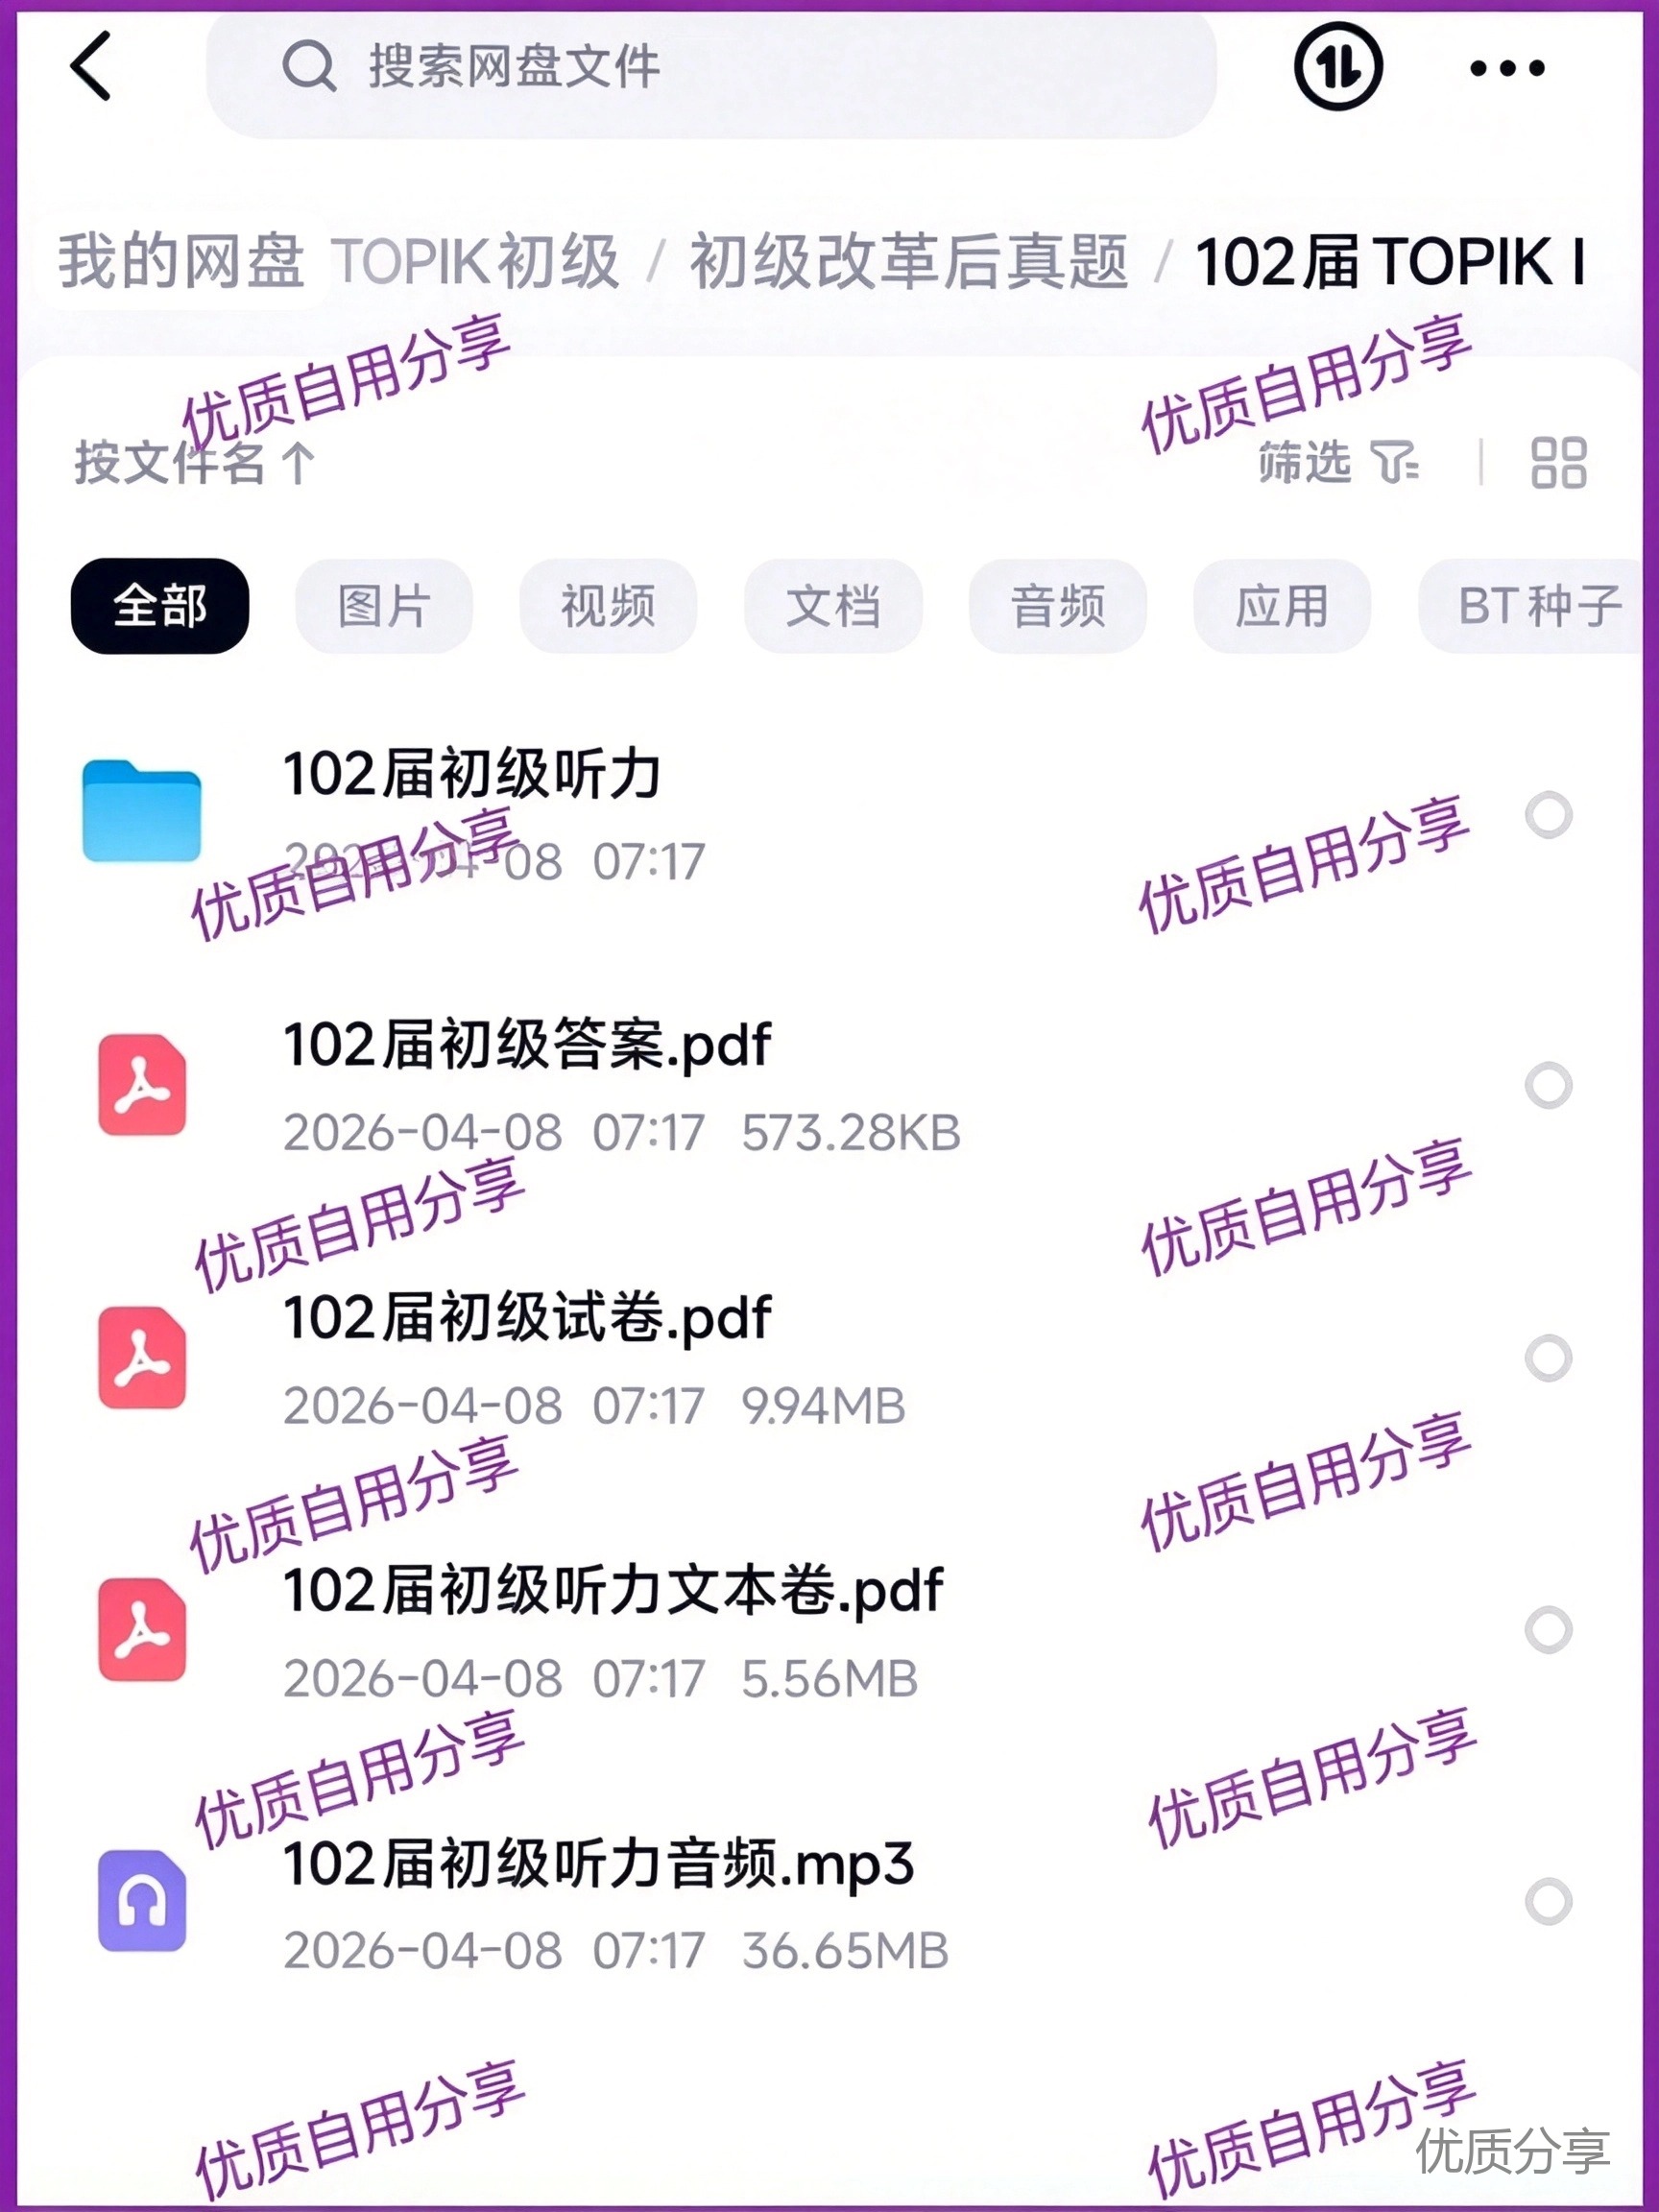 搜索网盘文件
我的网盘 TOPIK初级 / 初级改革后真题 / 102届 TOPIK I
优质自用分享 优质自用分享
按文件名↑ 筛选
全部 图片 视频 文档 音频 应用 BT种子
102届初级听力
-08 07:17
优质自用分享 优质自用分享
102届初级答案.pdf
2026-04-08 07:17 573.28KB
优质自用分享 优质自用分享
102届初级试卷.pdf
2026-04-08 07:17 9.94MB
优质自用分享 优质自用分享
102届初级听力文本卷.pdf
2026-04-08 07:17 5.56MB
优质自用分享 优质自用分享
102届初级听力音频.mp3
2026-04-08 07:17 36.65MB
优质自用分享 优质自用分享
优质分享